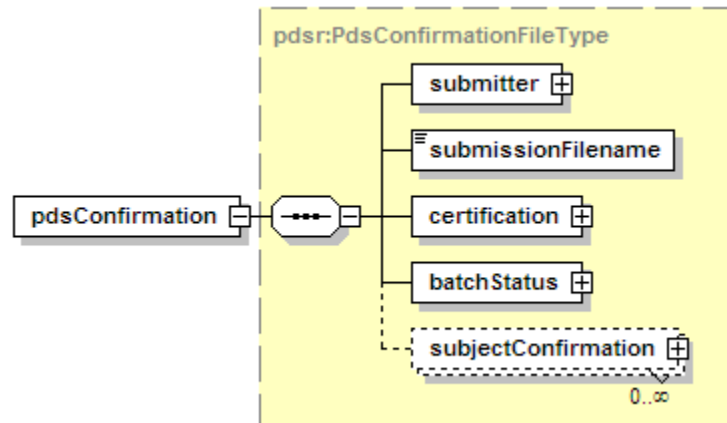 pdsr:PdsConfirmationFileType
submitter
submissionFilename
pdsConfirmation
certification
batchStatus
subjectConfirmation
0..∞